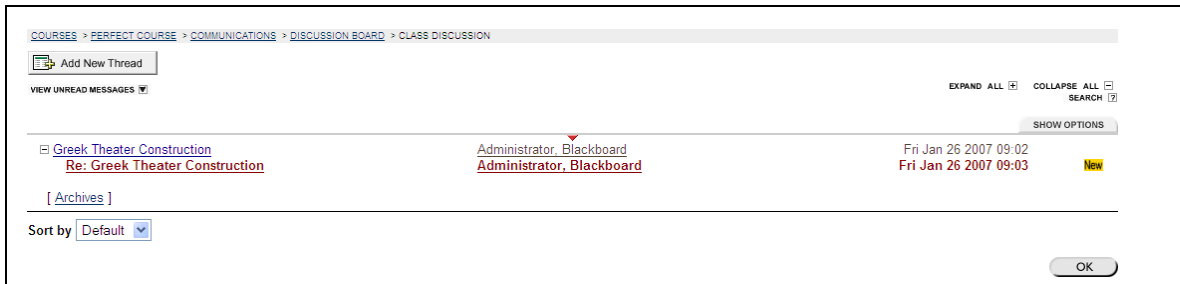 COURSES > PERFECT COURSE > COMMUNICATIONS > DISCUSSION BOARD > CLASS DISCUSSION
Add New Thread
VIEW UNREAD MESSAGES
EXPAND ALL + COLLAPSE ALL -
SEARCH ?
SHOW OPTIONS
Greek Theater Construction Administrator, Blackboard Fri Jan 26 2007 09:02
Re: Greek Theater Construction Administrator, Blackboard Fri Jan 26 2007 09:03 New
[ Archives ]
Sort by Default
OK